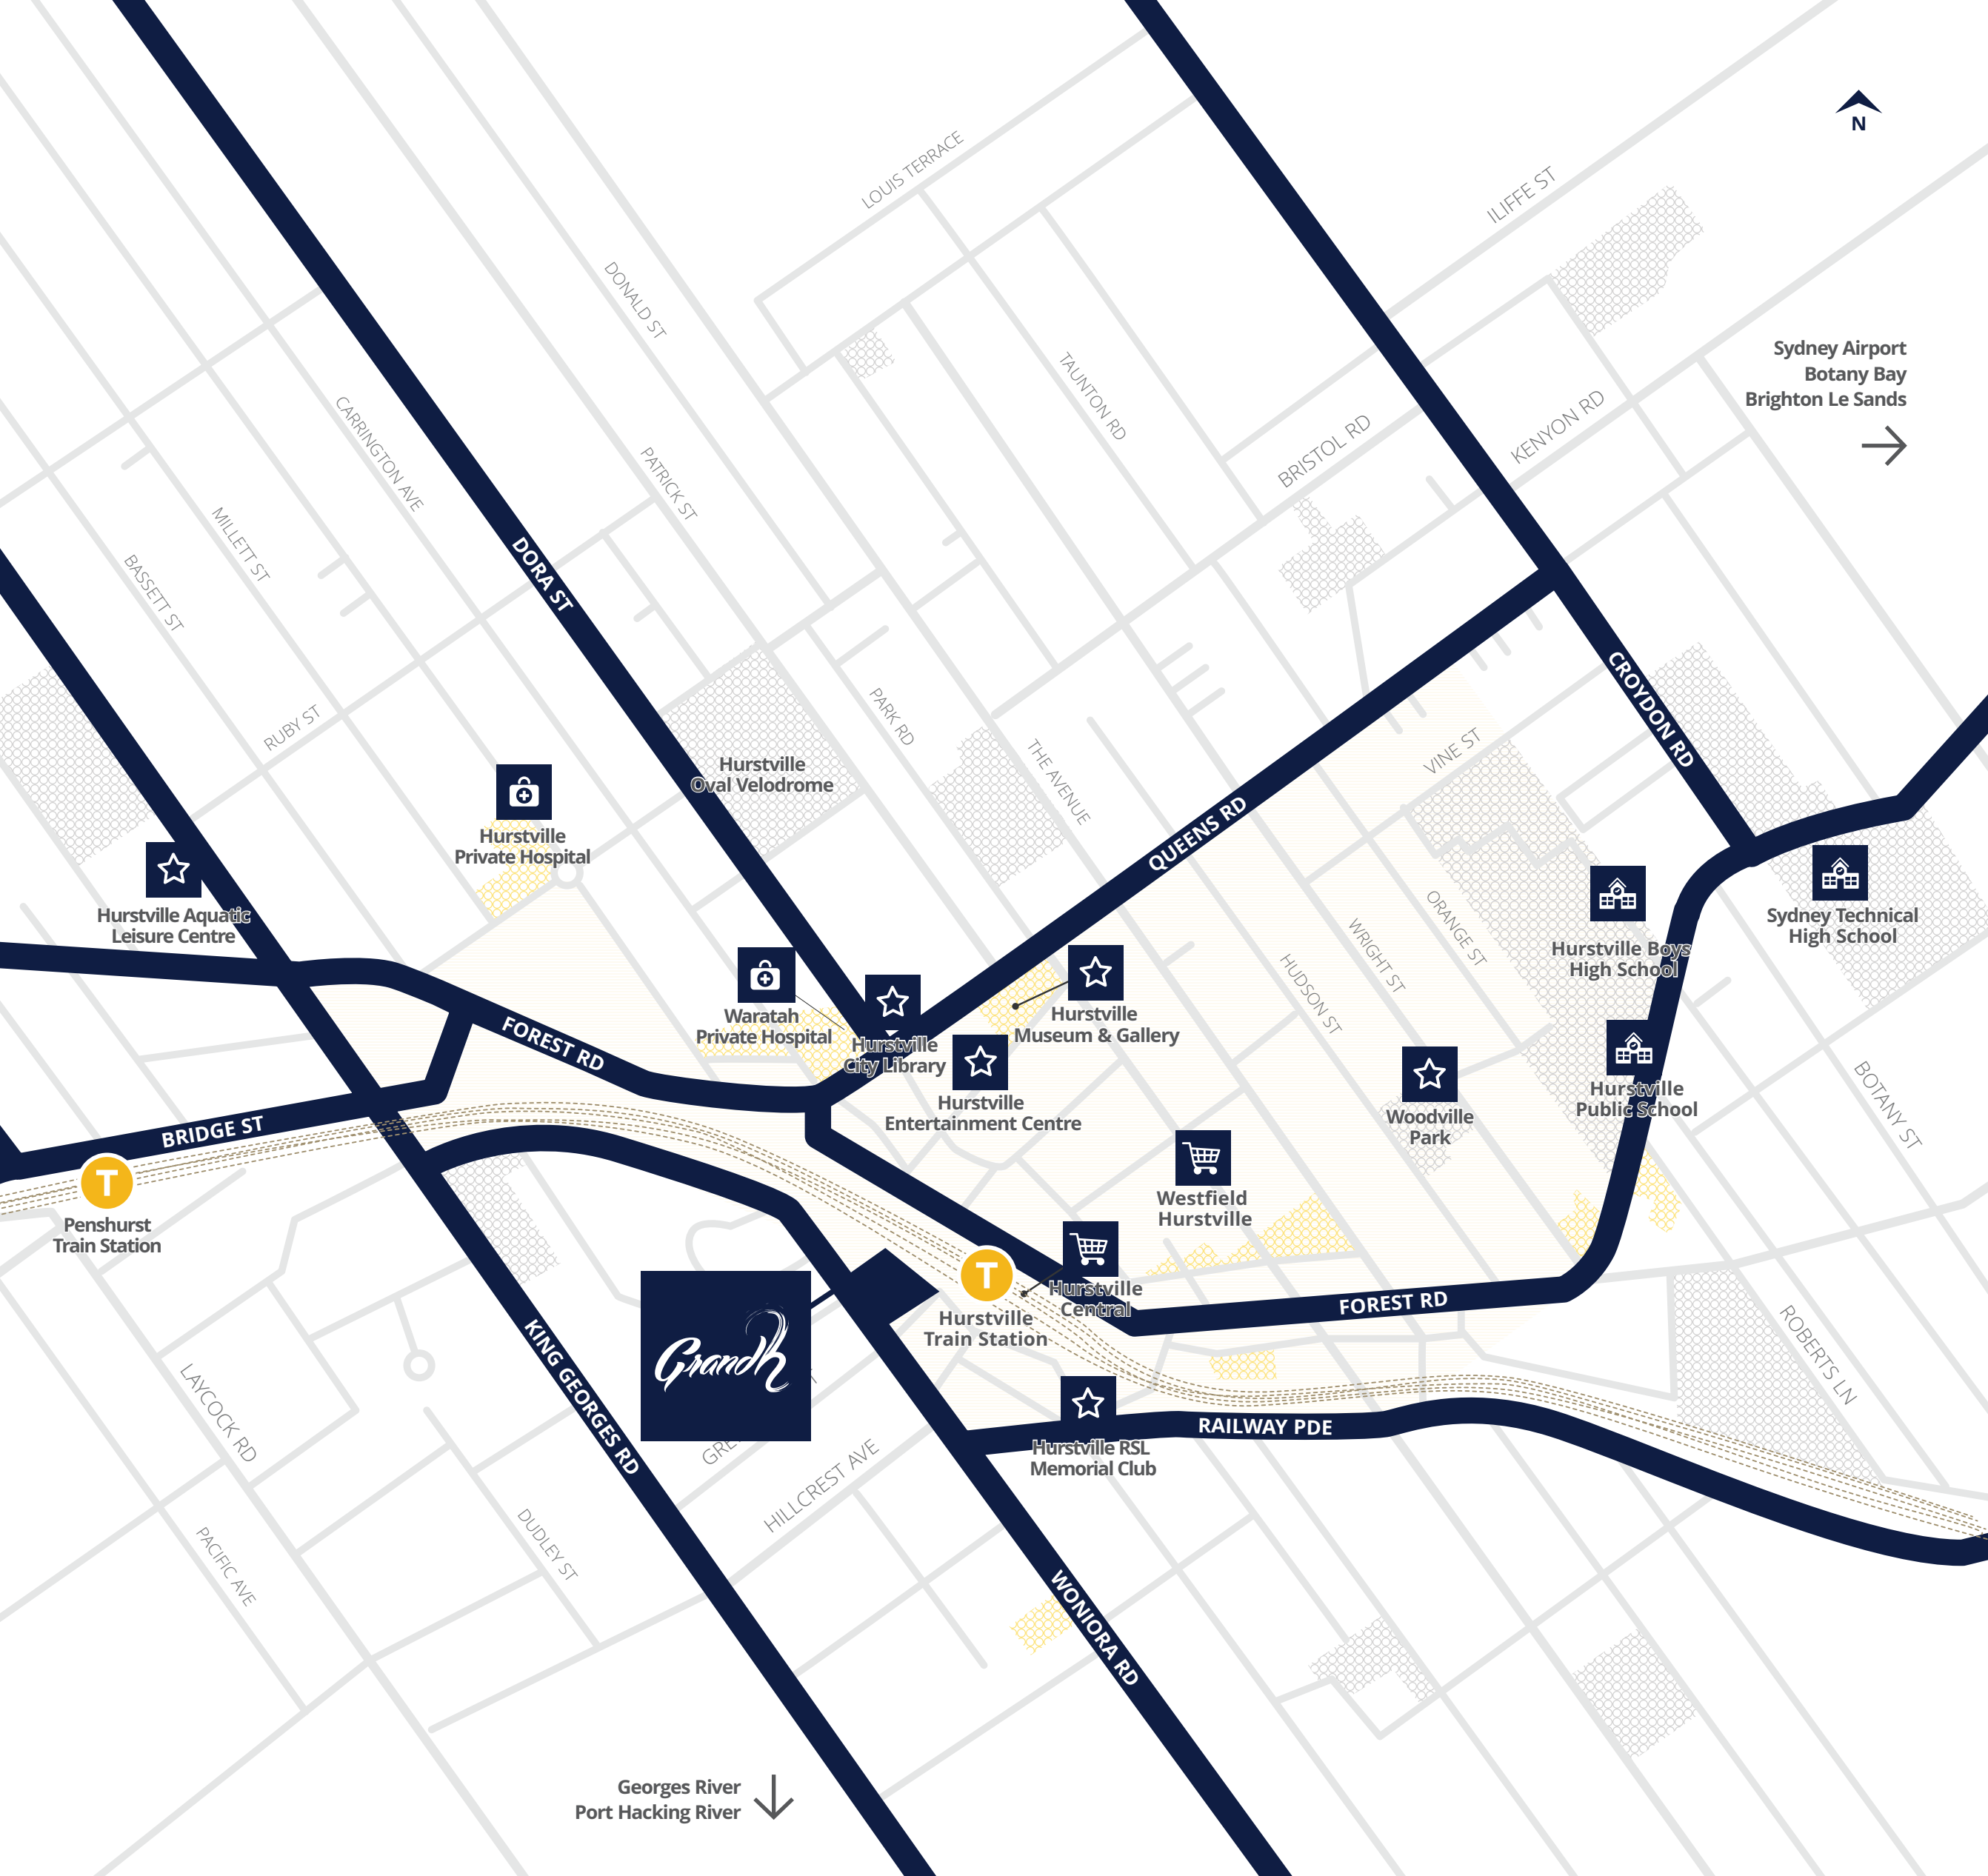 N
LOUIS TERRACE
ILIFFE ST
DONALD ST
Sydney Airport
Botany Bay
Brighton Le Sands
TAUNTON RD
KENYON RD
BRISTOL RD
CARRINGTON AVE
PATRICK ST
MILLETT ST
BASSETT ST
DORA ST
CROYDON RD
RUBY ST
PARK RD
THE AVENUE
VINE ST
Hurstville
Oval Velodrome
QUEENS RD
Hurstville
Private Hospital
Hurstville Aquatic
Leisure Centre
ORANGE ST
WRIGHT ST
HUDSON ST
Hurstville Boys
High School
Sydney Technical
High School
Waratah
Private Hospital
Hurstville
City Library
Hurstville
Museum & Gallery
FOREST RD
Hurstville
Entertainment Centre
Woodville
Park
Hurstville
Public School
BOTANY ST
BRIDGE ST
T
Penshurst
Train Station
Westfield
Hurstville
T
Hurstville
Train Station
Hurstville
Central
FOREST RD
ROBERTS LN
Grandh
KING GEORGES RD
LAYCOCK RD
GRE
HILLCREST AVE
RAILWAY PDE
Hurstville RSL
Memorial Club
PACIFIC AVE
DUDLEY ST
WONIORA RD
Georges River
Port Hacking River